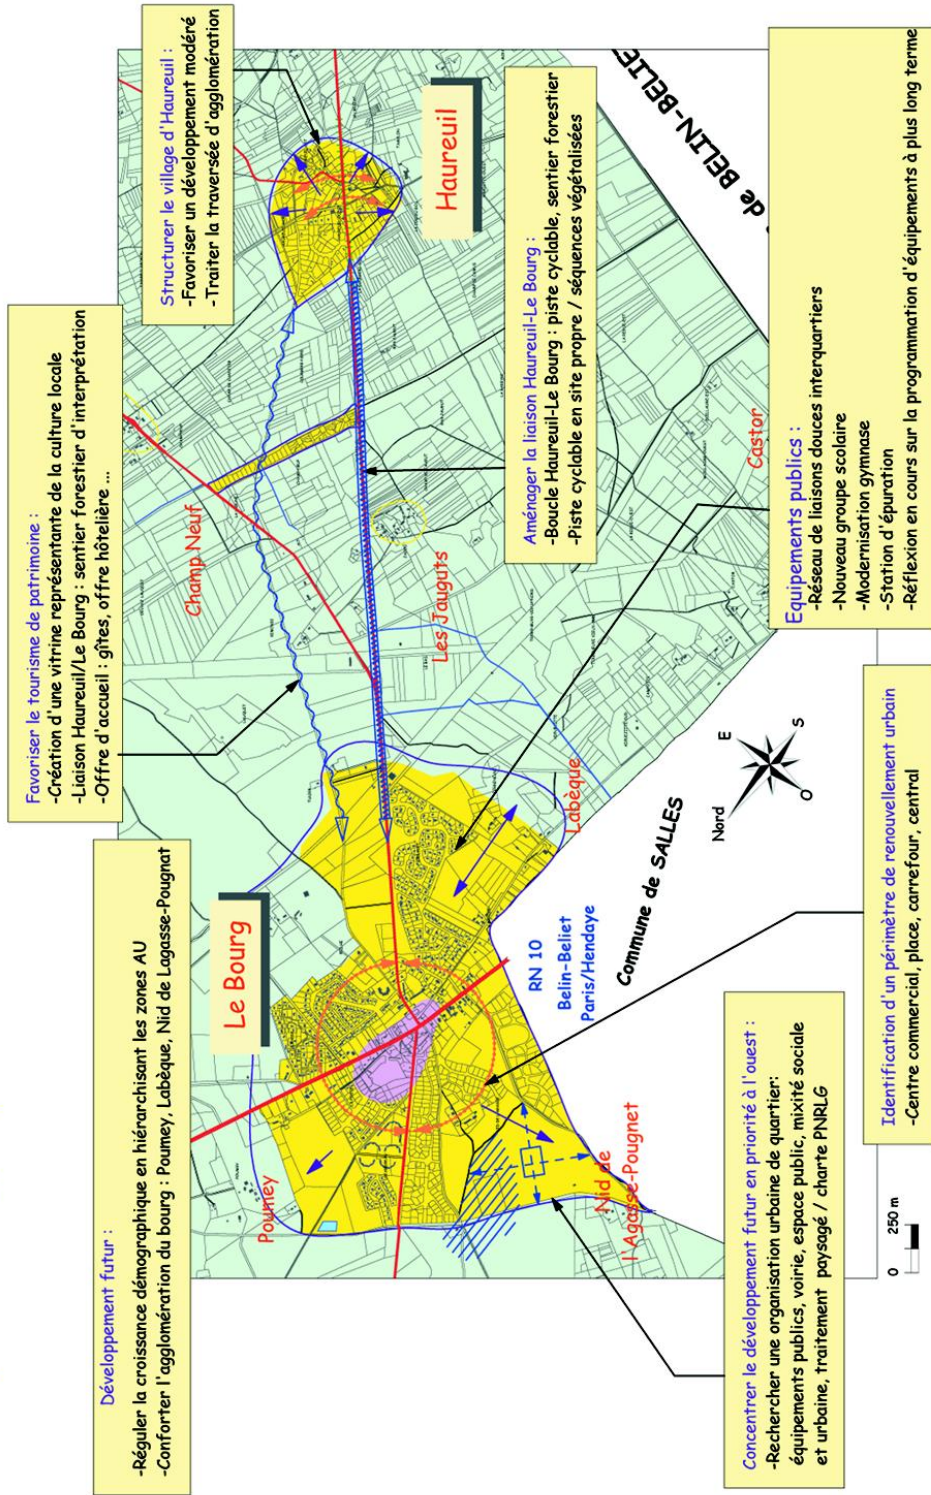 Développement futur :
-Réguler la croissance démographique en hiérarchisant les zones AU
-Conforter l'agglomération du bourg : Poumey, Labèque, Nid de Lagasse-Pougnat
Favoriser le tourisme de patrimoine :
-Création d'une vitrine représentante de la culture locale
-Liaison Haureuil/Le Bourg : sentier forestier d'interprétation
-Offre d'accueil : gîtes, offre hôtelière ...
Structurer le village d'Haureuil :
-Favoriser un développement modéré
-Traiter la traversée d'agglomération
Le Bourg
Champ Neuf
Haureuil
Poumey
Les Jauguts
Aménager la liaison Haureuil-Le Bourg :
-Boucle Haureuil-Le Bourg : piste cyclable, sentier forestier
-Piste cyclable en site propre / séquences végétalisées
Nid de
l'Agasse-Pougnet
RN 10
Belin-Beliet
Paris/Hendaye
Labèque
Castor
Commune de SALLES
de BELIN-BELIE
Nord
E
S
O
Concentrer le développement futur en priorité à l'ouest :
-Rechercher une organisation urbaine de quartier:
équipements publics, voirie, espace public, mixité sociale
et urbaine, traitement paysagé / charte PNRLG
Identification d'un périmètre de renouvellement urbain
-Centre commercial, place, carrefour, central
Equipements publics :
-Réseau de liaisons douces interquartiers
-Nouveau groupe scolaire
-Modernisation gymnase
-Station d'épuration
-Réflexion en cours sur la programmation d'équipements à plus long terme
0 250 m